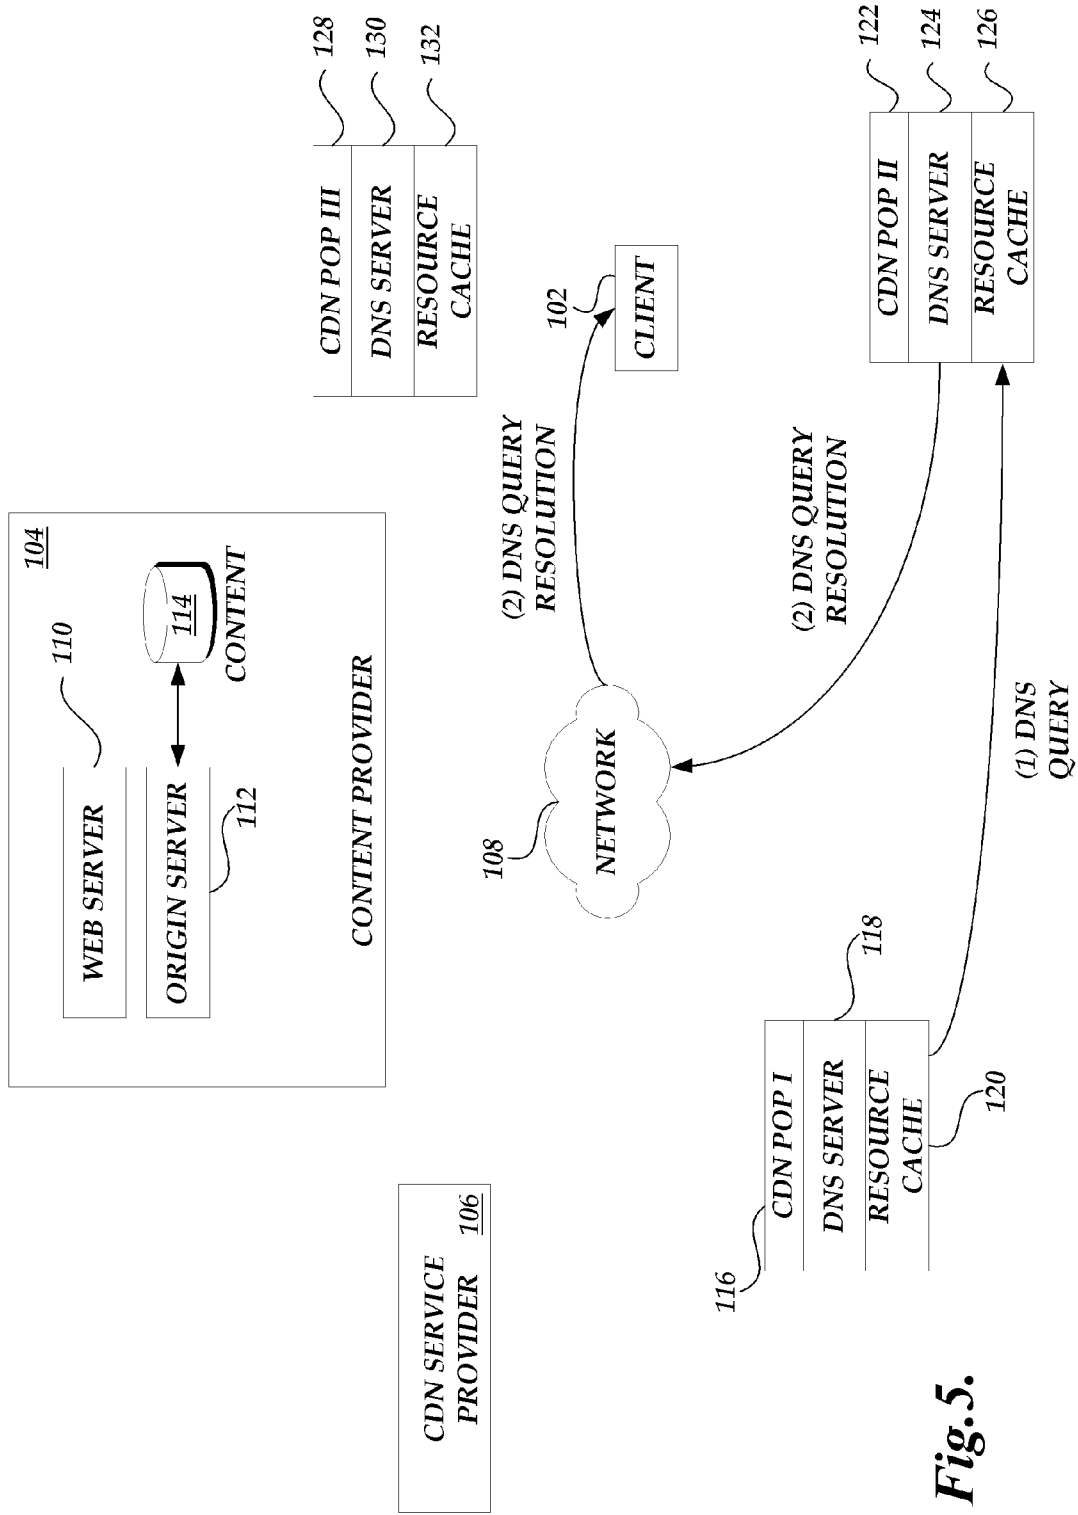 CDN SERVICE
PROVIDER
106
104
WEB SERVER
110
ORIGIN SERVER
112
114
CONTENT
CONTENT PROVIDER
CDN POP III
DNS SERVER
RESOURCE
CACHE
128
130
132
(2) DNS QUERY
RESOLUTION
102
CLIENT
108
NETWORK
116
CDN POP I
DNS SERVER
RESOURCE
CACHE
118
120
(2) DNS QUERY
RESOLUTION
(1) DNS
QUERY
CDN POP II
DNS SERVER
RESOURCE
CACHE
122
124
126
Fig.5.